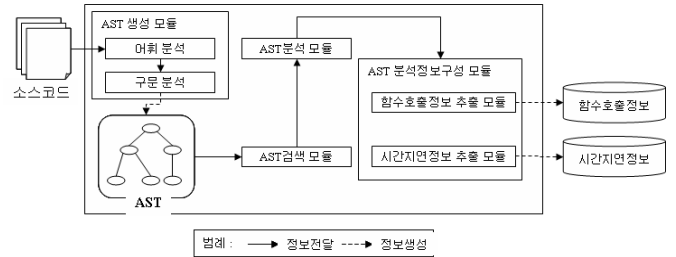 소스코드
AST 생성 모듈
어휘 분석
구문 분석
AST
AST검색 모듈
AST분석 모듈
AST 분석정보구성 모듈
함수호출정보 추출 모듈
시간지연정보 추출 모듈
함수호출정보
시간지연정보
범례 : 정보전달 정보생성